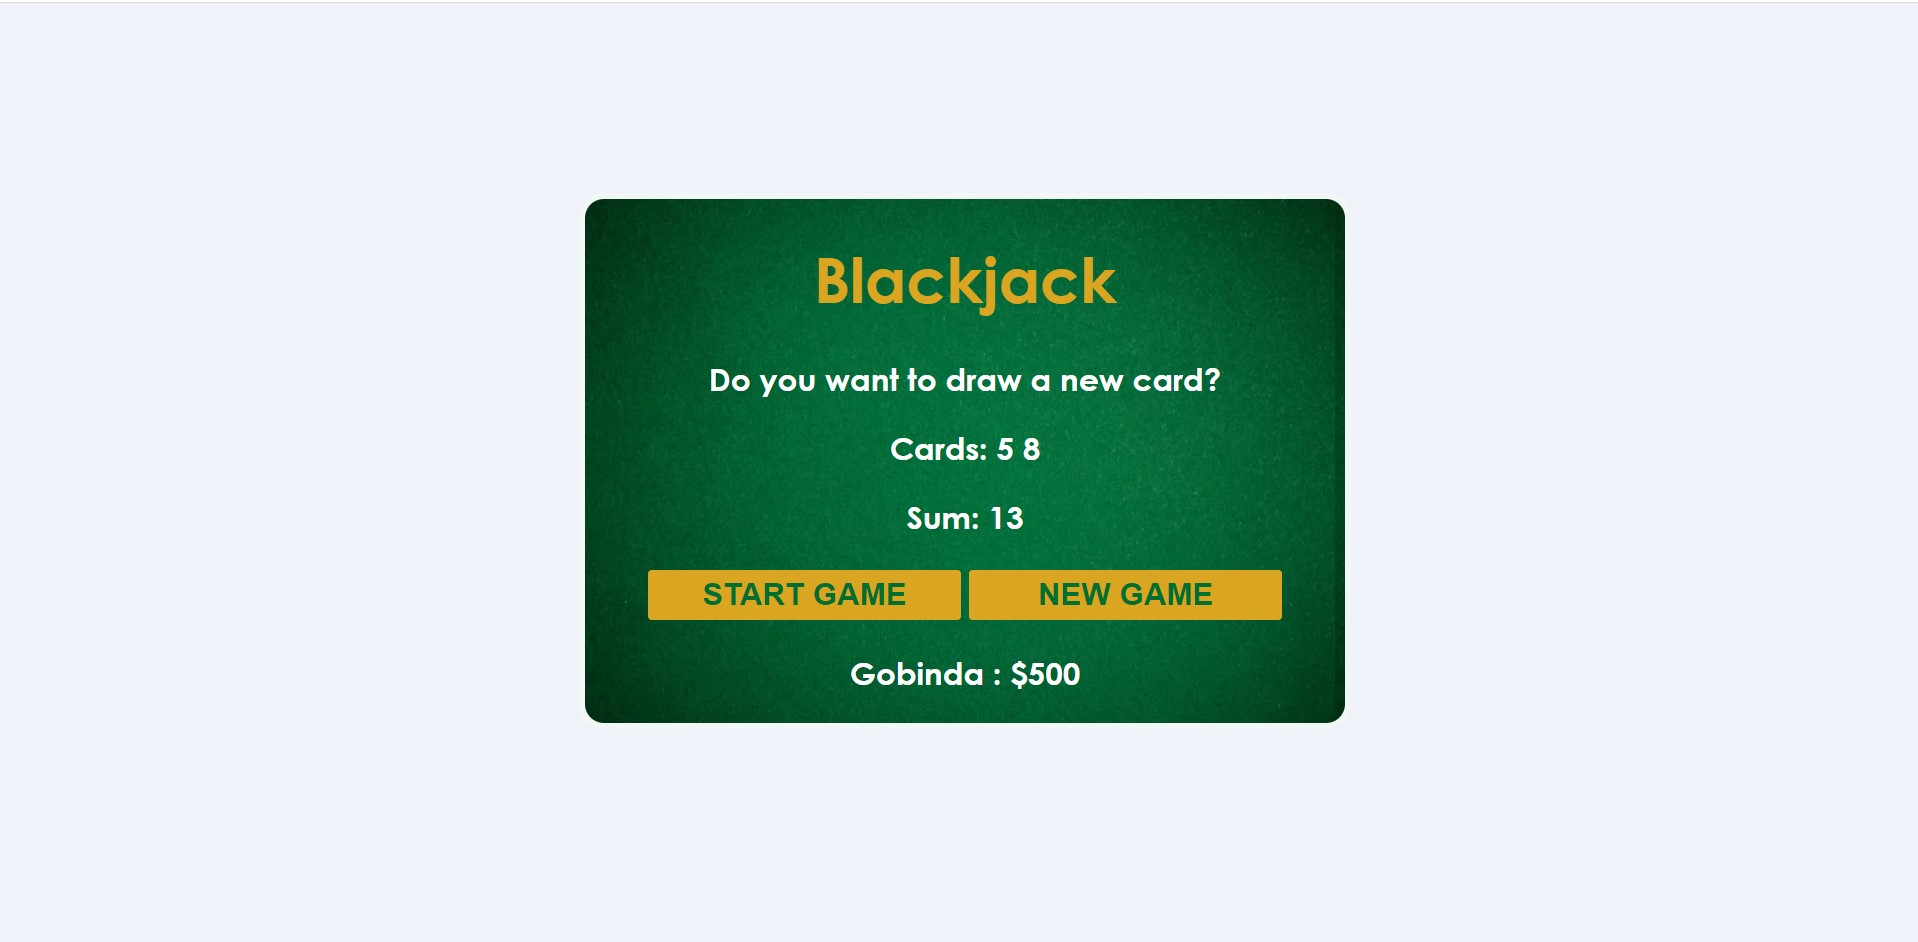 Blackjack
Do you want to draw a new card?
Cards: 5 8
Sum: 13
START GAME NEW GAME
Gobinda : $500